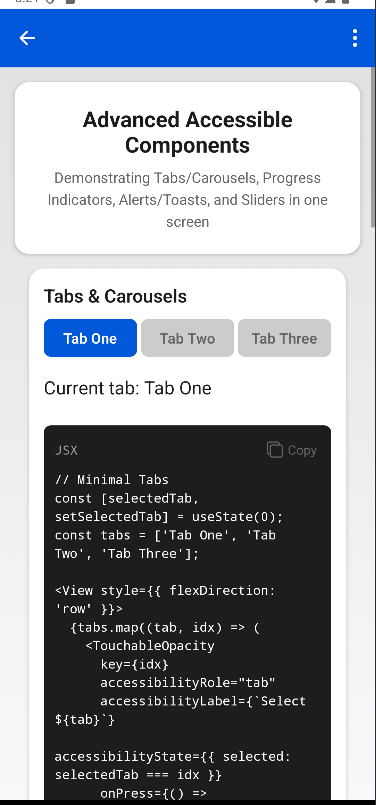 Advanced Accessible
Components
Demonstrating Tabs/Carousels, Progress
Indicators, Alerts/Toasts, and Sliders in one
screen
Tabs & Carousels
Tab One Tab Two Tab Three
Current tab: Tab One
JSX Copy
// Minimal Tabs
const [selectedTab,
setSelectedTab] = useState(0);
const tabs = ['Tab One', 'Tab
Two', 'Tab Three'];
<View style={{ flexDirection:
'row' }}>
{tabs.map((tab, idx) => (
<TouchableOpacity
key={idx}
accessibilityRole="tab"
accessibilityLabel={`Select
${tab}`}
accessibilityState={{ selected:
selectedTab === idx }}
onPress={() =>